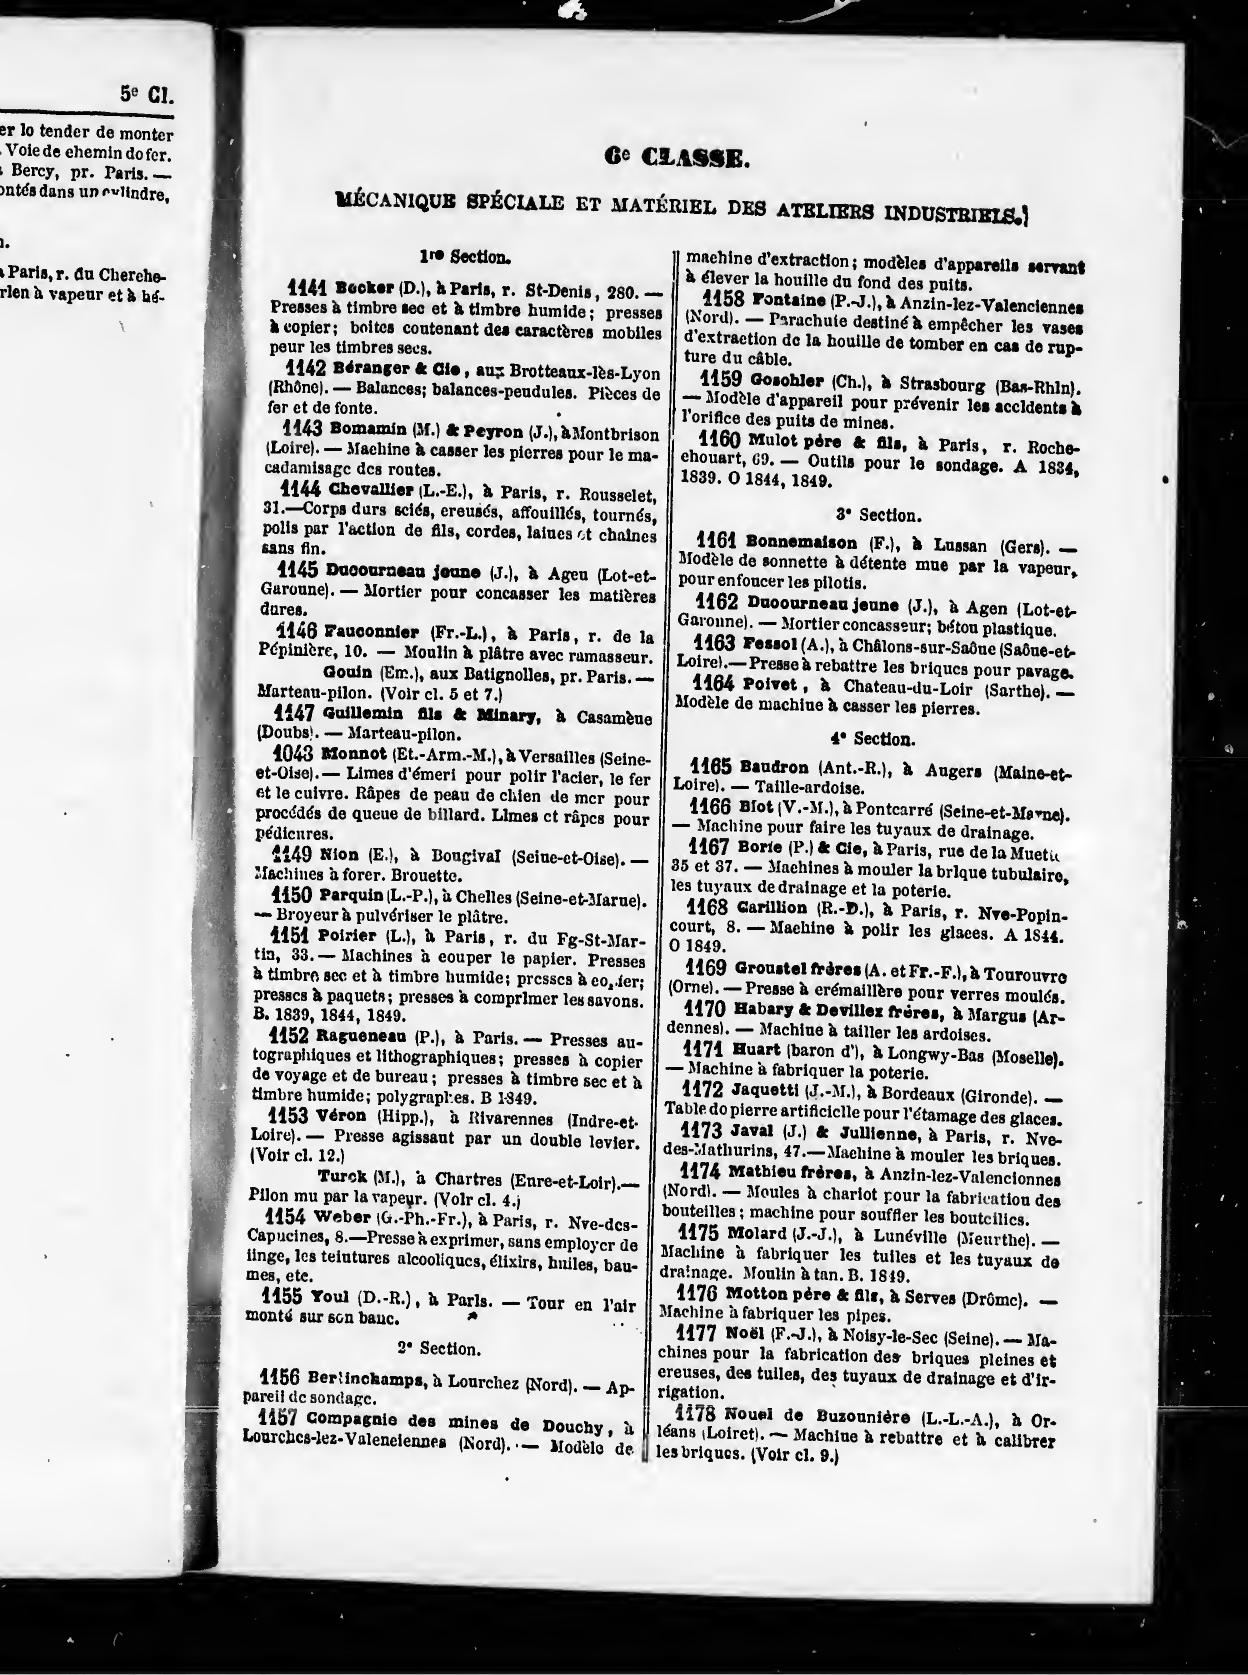 5e Cl.
er lo tender de monter
. Voie de chemin do fer.
Bercy, pr. Paris. —
ontés dans un cylindre,
Paris, r. du Cherche-
rlen à vapeur et à hé-
6e CLASSE.
MÉCANIQUE SPÉCIALE ET MATÉRIEL DES ATELIERS INDUSTRIELS.
1re Section.
1141 Becker (D.), à Paris, r. St-Denis, 280. —
Presses à timbre sec et à timbre humide; presses
à copier; boites coutenant des caractères mobiles
peur les timbres secs.
1142 Béranger & Cie, aux Brotteaux-lès-Lyon
(Rhône). — Balances; balances-pendules. Pièces de
fer et de fonte.
1143 Bomamin (M.) & Peyron (J.), à Montbrison
(Loire). — Machine à casser les pierres pour le ma-
cadamisage des routes.
1144 Chevallier (L.-E.), à Paris, r. Rousselet,
31.—Corps durs sciés, creusés, affouillés, tournés,
polis par l'action de fils, cordes, laines et chaines
sans fin.
1145 Ducourneau jeune (J.), à Agen (Lot-et-
Garonne). — Mortier pour concasser les matières
dures.
1146 Fauconnier (Fr.-L.), à Paris, r. de la
Pépinière, 10. — Moulin à plâtre avec ramasseur.
Gouin (Em.), aux Batignolles, pr. Paris. —
Marteau-pilon. (Voir cl. 5 et 7.)
1147 Guillemin fils & Minary, à Casamène
(Doubs). — Marteau-pilon.
1043 Monnot (Et.-Arm.-M.), à Versailles (Seine-
et-Oise).— Limes d'émeri pour polir l'acier, le fer
et le cuivre. Râpes de peau de chien de mer pour
procédés de queue de billard. Limes et râpes pour
pédicures.
1149 Nion (E.), à Bougival (Seine-et-Oise). —
Machines à forer. Brouette.
1150 Parquin (L.-P.), à Chelles (Seine-et-Marne).
— Broyeur à pulvériser le plâtre.
1151 Poirier (L.), à Paris, r. du Fg-St-Mar-
tin, 33.— Machines à couper le papier. Presses
à timbre sec et à timbre humide; presses à copier;
presses à paquets; presses à comprimer les savons.
B. 1839, 1844, 1849.
1152 Ragueneau (P.), à Paris. — Presses au-
tographiques et lithographiques; presses à copier
de voyage et de bureau; presses à timbre sec et à
timbre humide; polygraphes. B 1849.
1153 Véron (Hipp.), à Rivarennes (Indre-et-
Loire). — Presse agissant par un double levier.
(Voir cl. 12.)
Turck (M.), à Chartres (Eure-et-Loir).—
Pilon mu par la vapeur. (Voir cl. 4.)
1154 Weber (G.-Ph.-Fr.), à Paris, r. Nve-des-
Capucines, 8.—Presse à exprimer, sans employer de
linge, les teintures alcooliques, élixirs, huiles, bau-
mes, etc.
1155 Youl (D.-R.), à Paris. — Tour en l'air
monté sur son banc.
2e Section.
1156 Bertinchamps, à Lourchez (Nord). — Ap-
pareil de sondage.
1157 Compagnie des mines de Douchy, à
Lourches-lez-Valenciennes (Nord). — Modèle de
machine d'extraction; modèles d'appareils servant
à élever la houille du fond des puits.
1158 Fontaine (P.-J.), à Anzin-lez-Valenciennes
(Nord). — Parachute destiné à empêcher les vases
d'extraction de la houille de tomber en cas de rup-
ture du câble.
1159 Gosohler (Ch.), à Strasbourg (Bas-Rhin).
— Modèle d'appareil pour prévenir les accidents à
l'orifice des puits de mines.
1160 Mulot père & fils, à Paris, r. Roche-
chouart, 69. — Outils pour le sondage. A 1834,
1839. O 1844, 1849.
3e Section.
1161 Bonnemaison (F.), à Lussan (Gers). —
Modèle de sonnette à détente mue par la vapeur,
pour enfoncer les pilotis.
1162 Ducourneau jeune (J.), à Agen (Lot-et-
Garonne). — Mortier concasseur; béton plastique.
1163 Fessol (A.), à Châlons-sur-Saône (Saône-et-
Loire).— Presse à rebattre les briques pour pavage.
1164 Poivet, à Chateau-du-Loir (Sarthe). —
Modèle de machine à casser les pierres.
4e Section.
1165 Baudron (Ant.-R.), à Angers (Maine-et-
Loire). — Taille-ardoise.
1166 Blot (V.-M.), à Pontcarré (Seine-et-Marne).
— Machine pour faire les tuyaux de drainage.
1167 Borie (P.) & Cie, à Paris, rue de la Muette
35 et 37. — Machines à mouler la brique tubulaire,
les tuyaux de drainage et la poterie.
1168 Carillion (R.-D.), à Paris, r. Nve-Popin-
court, 8. — Machine à polir les glaces. A 1844.
O 1849.
1169 Groustel frères (A. et Fr.-F.), à Tourouvre
(Orne). — Presse à crémaillère pour verres moulés.
1170 Habary & Devillez frères, à Margus (Ar-
dennes). — Machine à tailler les ardoises.
1171 Huart (baron d'), à Longwy-Bas (Moselle).
— Machine à fabriquer la poterie.
1172 Jaquetti (J.-M.), à Bordeaux (Gironde). —
Table do pierre artificielle pour l'étamage des glaces.
1173 Javal (J.) & Jullienne, à Paris, r. Nve-
des-Mathurins, 47.—Machine à mouler les briques.
1174 Mathieu frères, à Anzin-lez-Valencionnes
(Nord). — Moules à chariot pour la fabrication des
bouteilles; machine pour souffler les bouteilles.
1175 Molard (J.-J.), à Lunéville (Meurthe). —
Machine à fabriquer les tuiles et les tuyaux de
drainage. Moulin à tan. B. 1849.
1176 Motton père & fils, à Serves (Drôme). —
Machine à fabriquer les pipes.
1177 Noël (F.-J.), à Noisy-le-Sec (Seine). — Ma-
chines pour la fabrication des briques pleines et
creuses, des tuiles, des tuyaux de drainage et d'ir-
rigation.
1178 Nouel de Buzounière (L.-L.-A.), à Or-
léans (Loiret). — Machine à rebattre et à calibrer
les briques. (Voir cl. 9.)